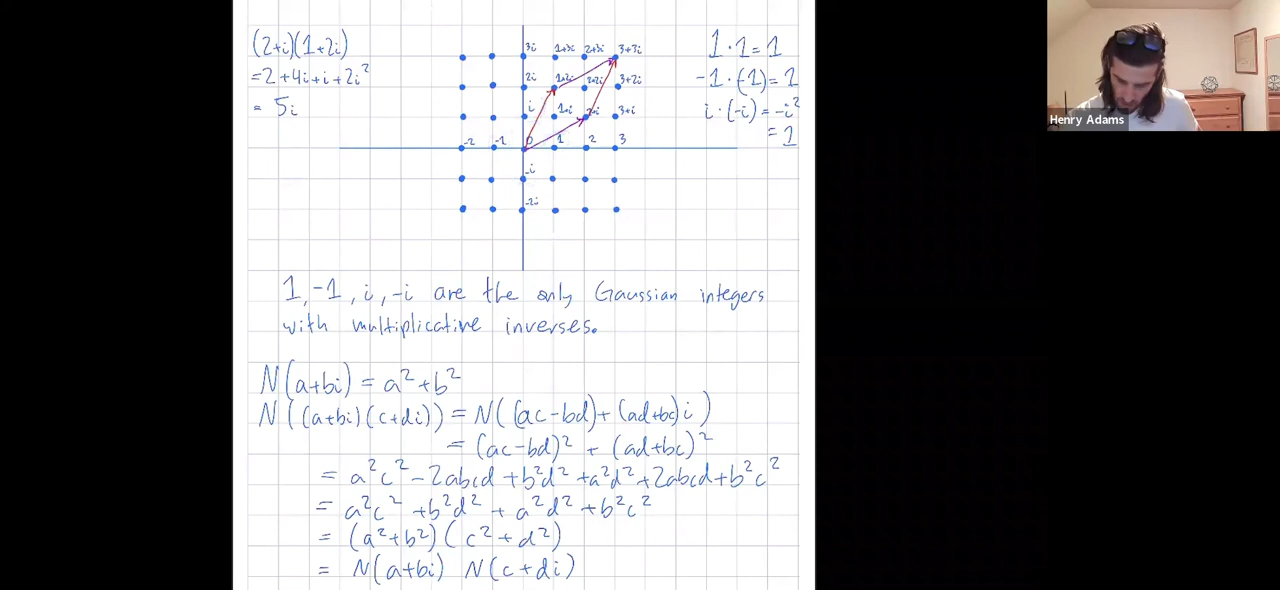 (2+i)(1+2i)
=2+4i+i+2i²
= 5i
3i 1+3i 2+3i 3+3i
2i 1+2i 2+2i 3+2i
i 1+i 2+i 3+i
-2 -1 0 1 2 3
-i
-2i
1·1=1
-1·(-1)=1
i·(-i)=-i²
=1
Henry Adams
1, -1, i, -i are the only Gaussian integers
with multiplicative inverses.
N(a+bi) = a²+b²
N((a+bi)(c+di)) = N((ac-bd)+(ad+bc)i)
= (ac-bd)² + (ad+bc)²
= a²c² - 2abcd + b²d² + a²d² + 2abcd + b²c²
= a²c² + b²d² + a²d² + b²c²
= (a²+b²)(c²+d²)
= N(a+bi) N(c+di)